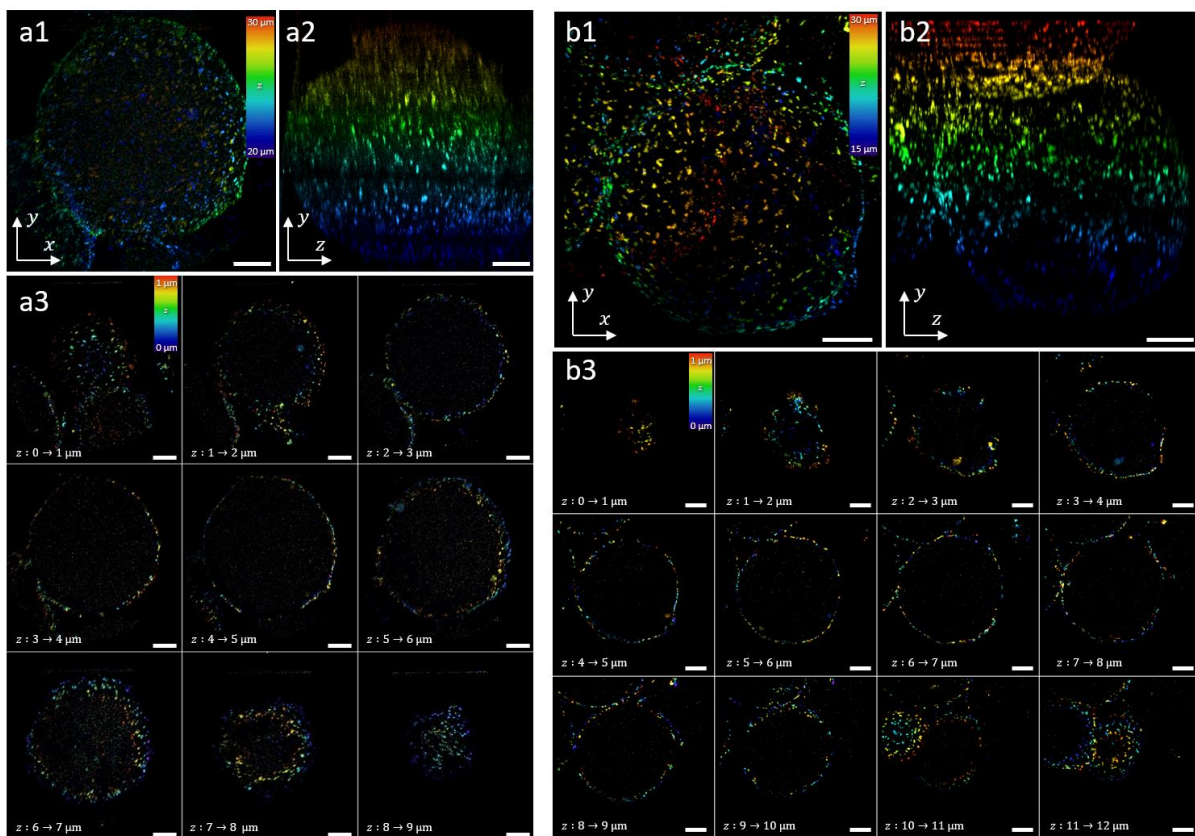 a1
30 μm
z
20 μm
y
x
a2
y
z
a3
1 μm
z
0 μm
z : 0 → 1 μm
z : 1 → 2 μm
z : 2 → 3 μm
z : 3 → 4 μm
z : 4 → 5 μm
z : 5 → 6 μm
z : 6 → 7 μm
z : 7 → 8 μm
z : 8 → 9 μm
b1
30 μm
z
15 μm
y
x
b2
y
z
b3
1 μm
z
0 μm
z : 0 → 1 μm
z : 1 → 2 μm
z : 2 → 3 μm
z : 3 → 4 μm
z : 4 → 5 μm
z : 5 → 6 μm
z : 6 → 7 μm
z : 7 → 8 μm
z : 8 → 9 μm
z : 9 → 10 μm
z : 10 → 11 μm
z : 11 → 12 μm